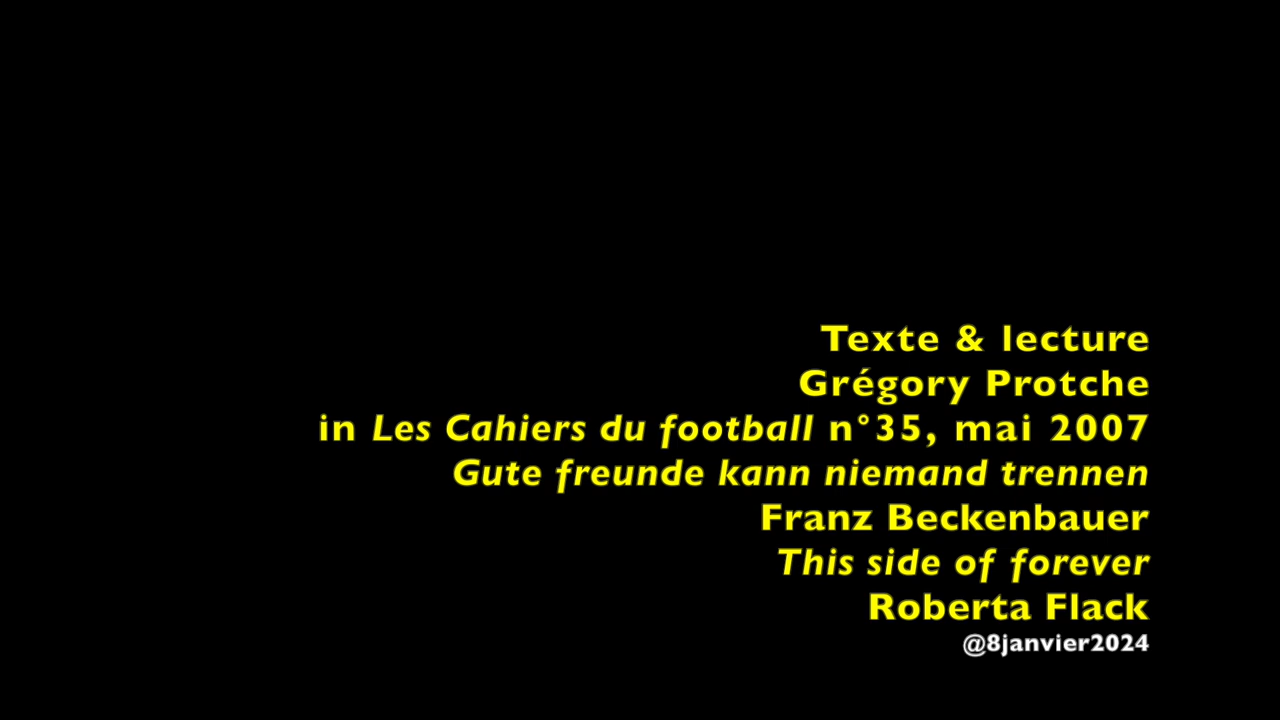 Texte & lecture
Grégory Protche
in Les Cahiers du football n°35, mai 2007
Gute freunde kann niemand trennen
Franz Beckenbauer
This side of forever
Roberta Flack
@8janvier2024